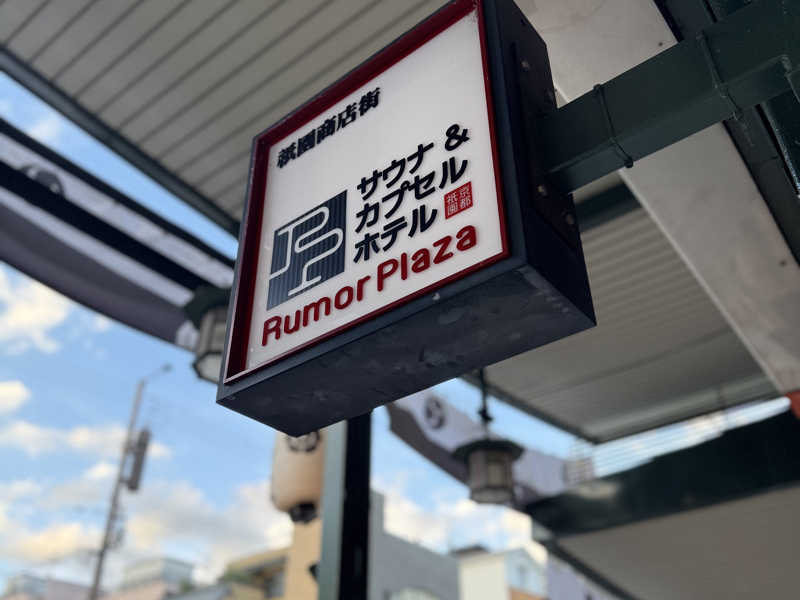 祇園商店街
サウナ &
カプセル
ホテル
京都
祇園
Rumor Plaza